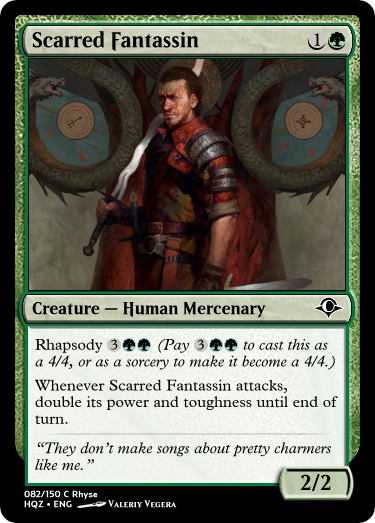 Scarred Fantassin 1
Creature — Human Mercenary
Rhapsody 3 (Pay 3 to cast this as
a 4/4, or as a sorcery to make it become a 4/4.)
Whenever Scarred Fantassin attacks,
double its power and toughness until end of
turn.
“They don't make songs about pretty charmers
like me.”
2/2
082/150 C Rhyse
HQZ • ENG Valeriy Vegera